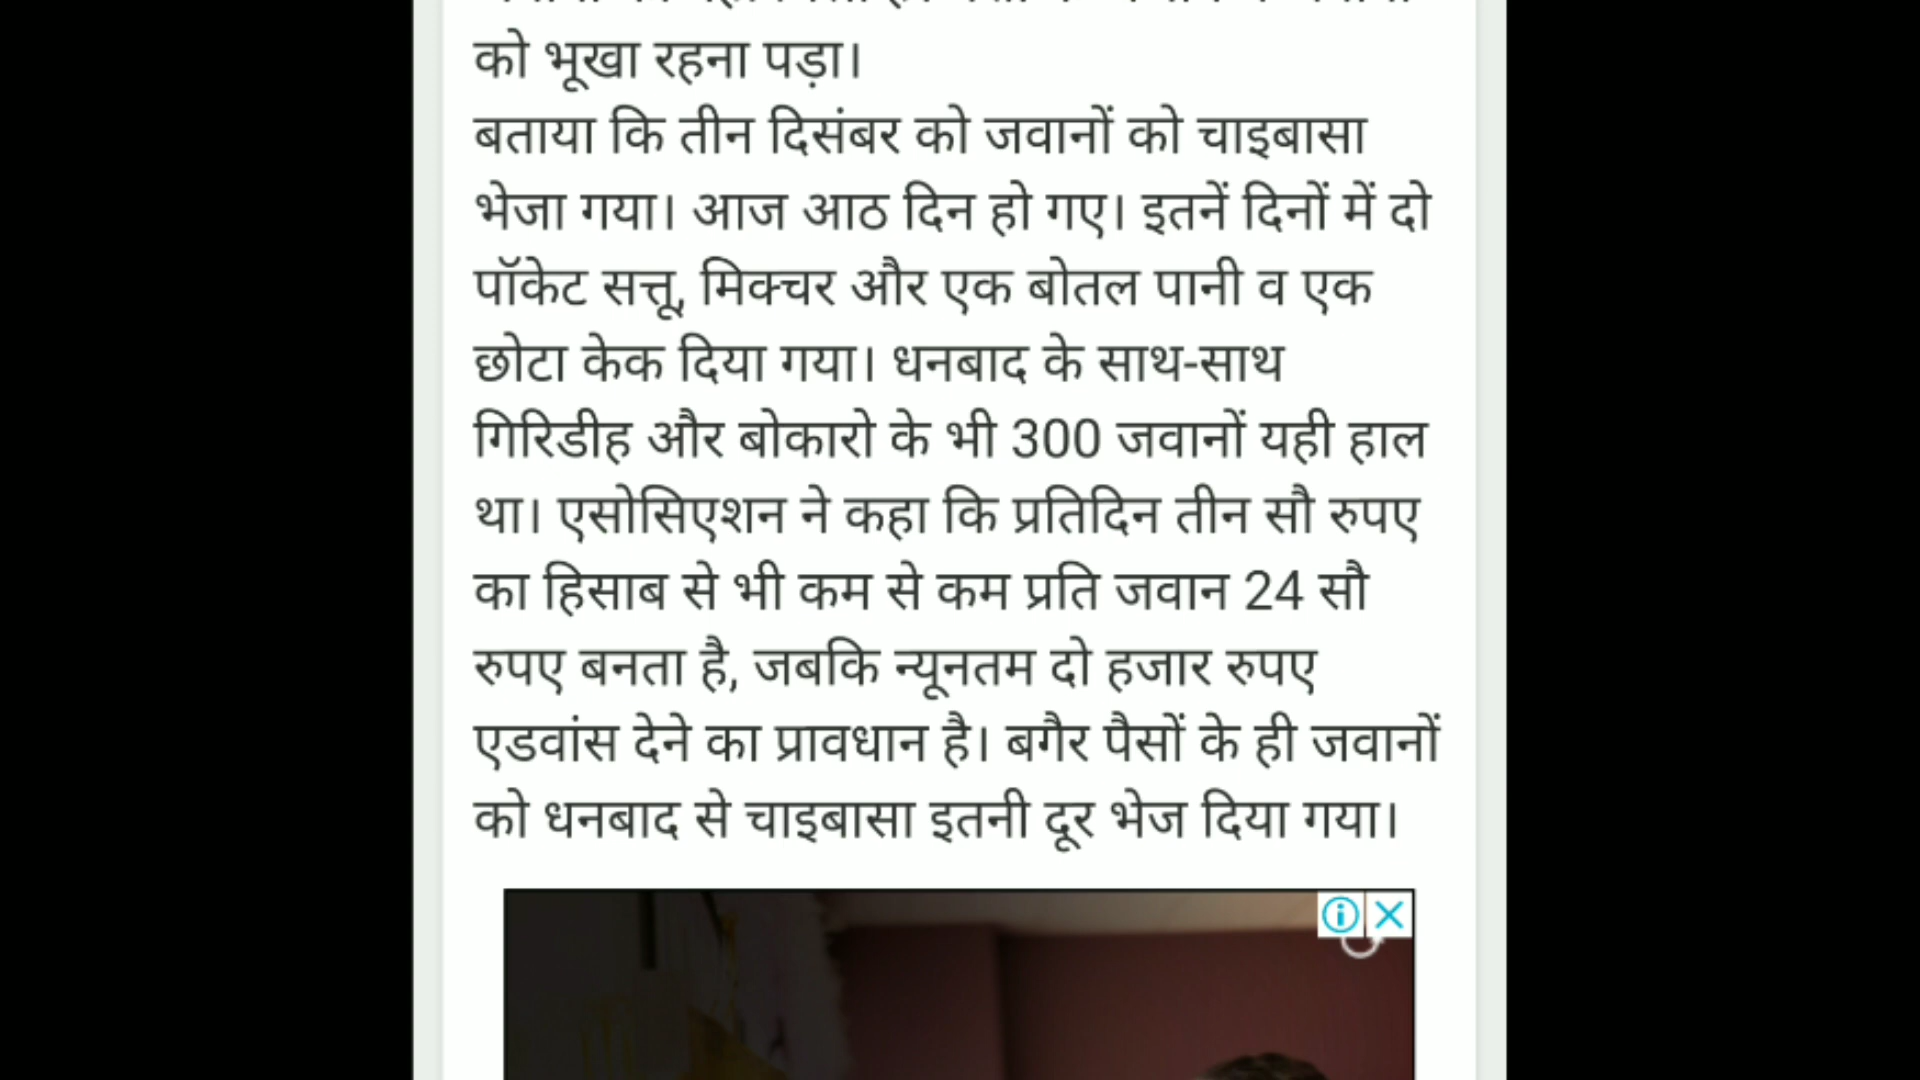 को भूखा रहना पड़ा।
बताया कि तीन दिसंबर को जवानों को चाइबासा
भेजा गया। आज आठ दिन हो गए। इतनें दिनों में दो
पॉकेट सत्तू, मिक्चर और एक बोतल पानी व एक
छोटा केक दिया गया। धनबाद के साथ-साथ
गिरिडीह और बोकारो के भी 300 जवानों यही हाल
था। एसोसिएशन ने कहा कि प्रतिदिन तीन सौ रुपए
का हिसाब से भी कम से कम प्रति जवान 24 सौ
रुपए बनता है, जबकि न्यूनतम दो हजार रुपए
एडवांस देने का प्रावधान है। बगैर पैसों के ही जवानों
को धनबाद से चाइबासा इतनी दूर भेज दिया गया।